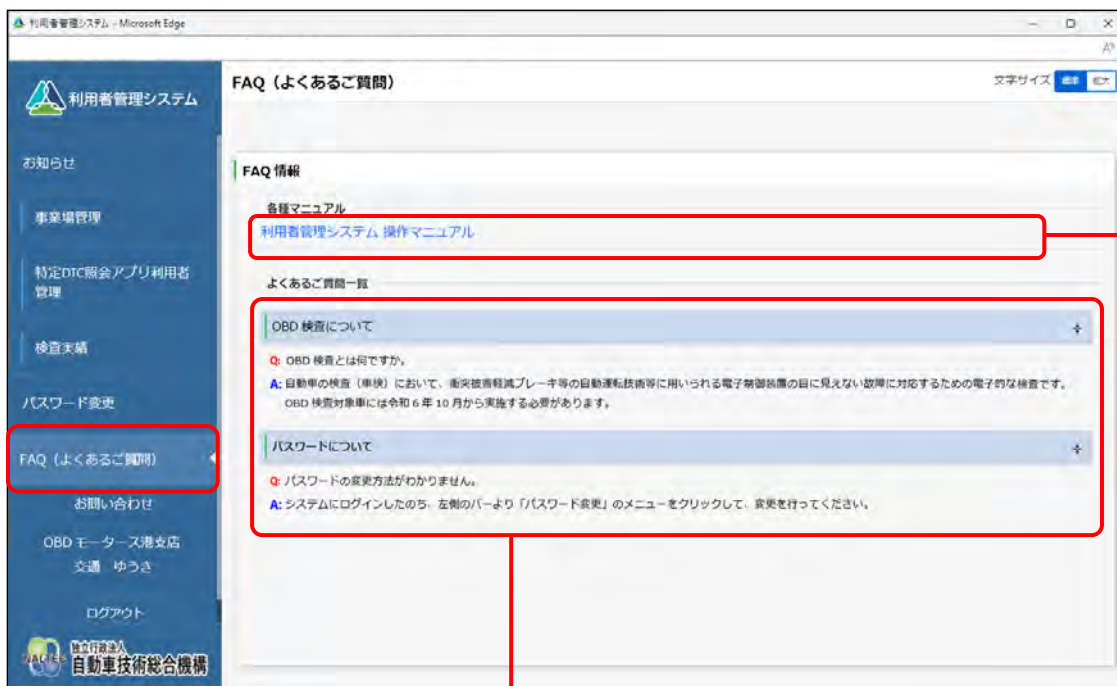 利用者管理システム - Microsoft Edge
利用者管理システム
FAQ（よくあるご質問）
文字サイズ 標準 拡大
お知らせ
事業場管理
特定DTC照会アプリ利用者
管理
検査実績
パスワード変更
FAQ（よくあるご質問）
お問い合わせ
OBD モータース港支店
交通 ゆうき
ログアウト
独立行政法人
自動車技術総合機構
FAQ 情報
各種マニュアル
利用者管理システム 操作マニュアル
よくあるご質問一覧
OBD 検査について
Q: OBD 検査とは何ですか。
A: 自動車の検査（車検）において、衝突被害軽減ブレーキ等の自動運転技術等に用いられる電子制御装置の目に見えない故障に対応するための電子的な検査です。
OBD 検査対象車には令和 6 年 10 月から実施する必要があります。
パスワードについて
Q: パスワードの変更方法がわかりません。
A: システムにログインしたのち、左側のバーより「パスワード変更」のメニューをクリックして、変更を行ってください。